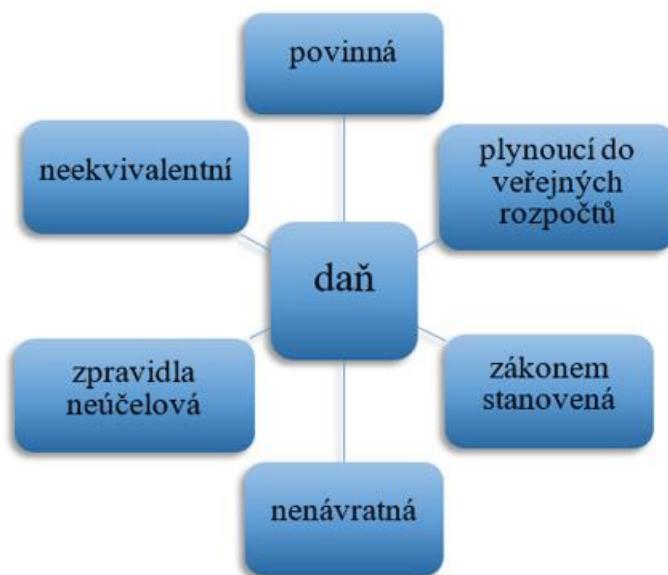 povinná
neekvivalentní
plynoucí do
veřejných
rozpočtů
daň
zpravidla
neúčelová
zákonem
stanovená
nenávratná